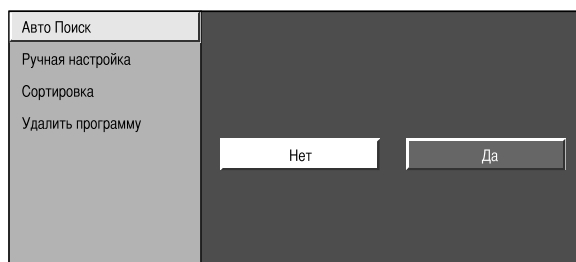 Авто Поиск
Ручная настройка
Сортировка
Удалить программу
Нет
Да